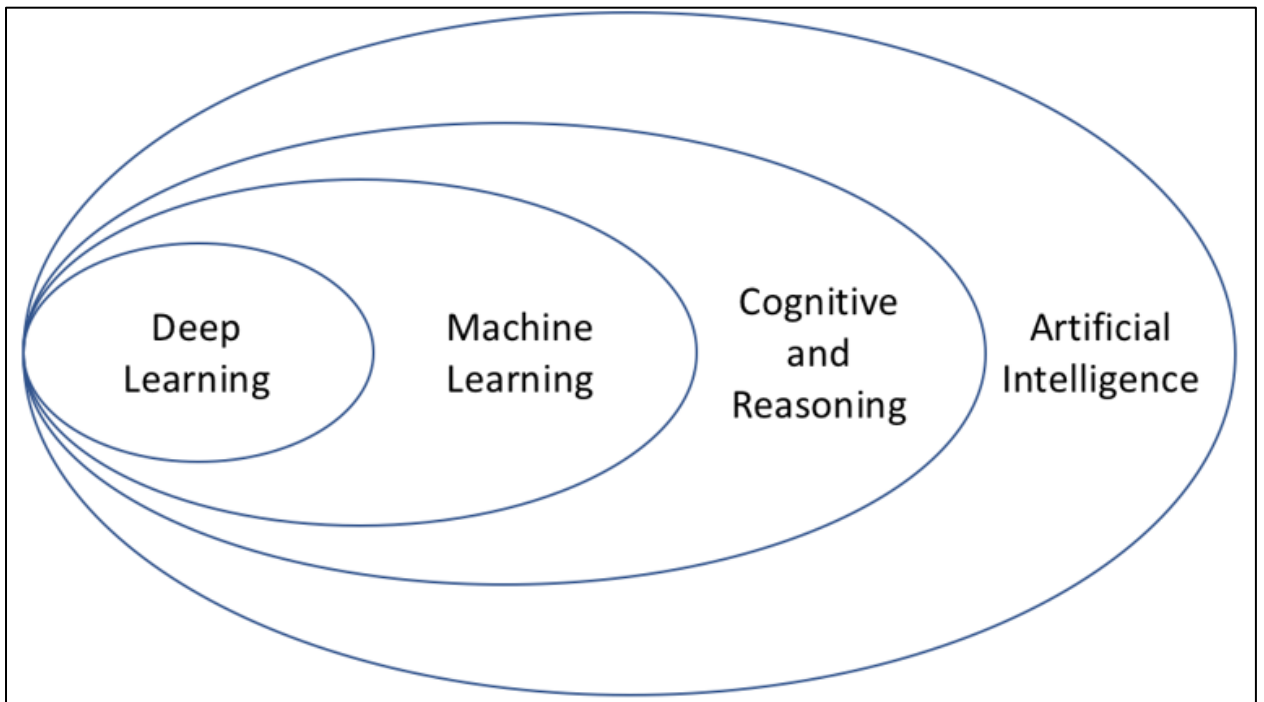 Deep
Learning
Machine
Learning
Cognitive
and
Reasoning
Artificial
Intelligence